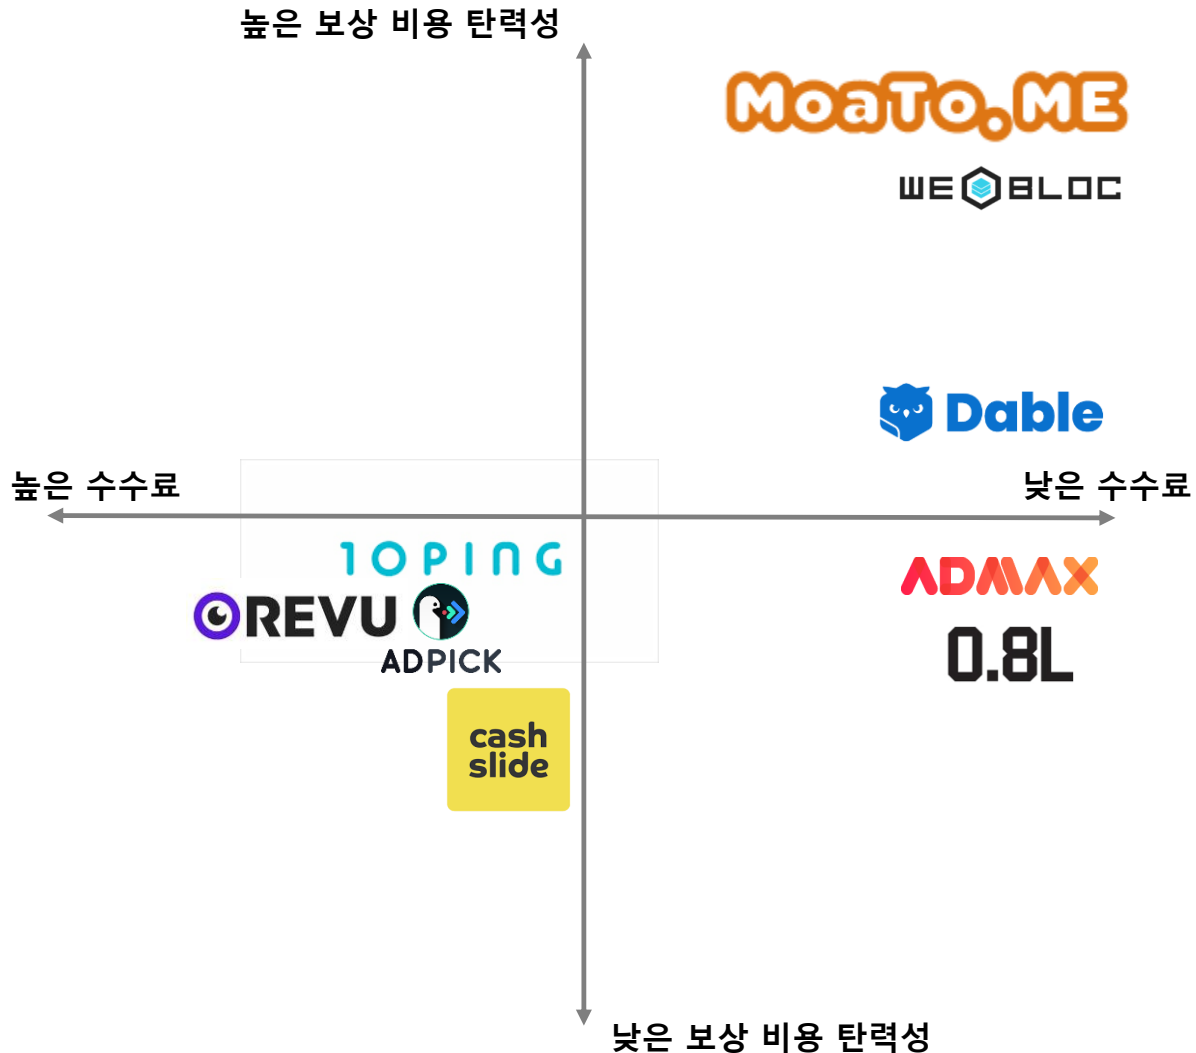 높은 보상 비용 탄력성
MoaTo.ME
WE BLOC
Dable
높은 수수료
낮은 수수료
10PING
ADMAX
REVU
ADPICK
0.8L
cash
slide
낮은 보상 비용 탄력성